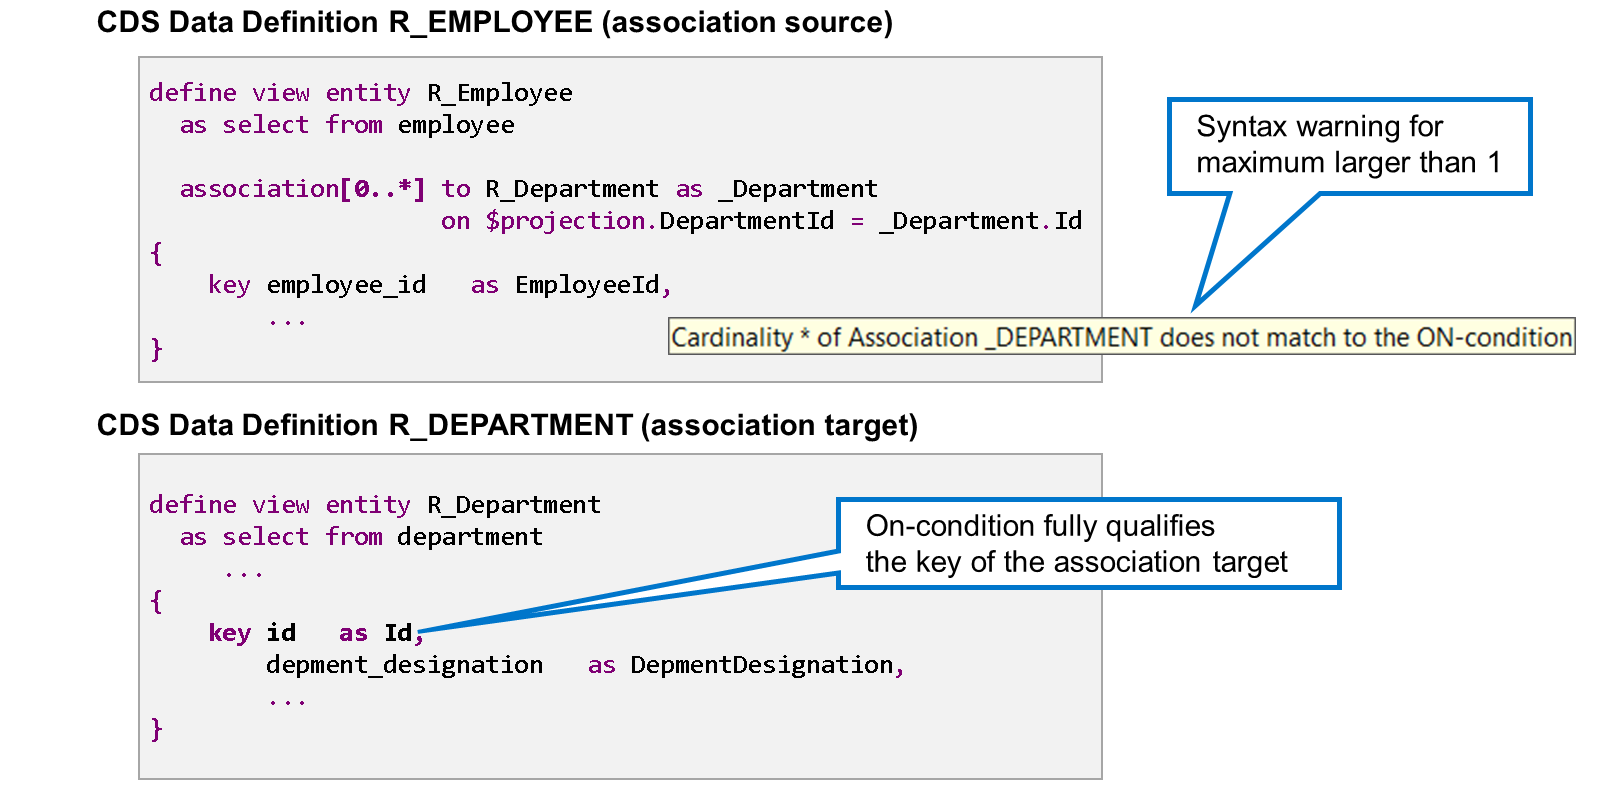 CDS Data Definition R_EMPLOYEE (association source)
define view entity R_Employee
as select from employee
association[0..*] to R_Department as _Department
on $projection.DepartmentId = _Department.Id
{
key employee_id as EmployeeId,
...
}
Syntax warning for
maximum larger than 1
Cardinality * of Association _DEPARTMENT does not match to the ON-condition
CDS Data Definition R_DEPARTMENT (association target)
define view entity R_Department
as select from department
...
{
key id as Id,
depment_designation as DepmentDesignation,
...
}
On-condition fully qualifies
the key of the association target